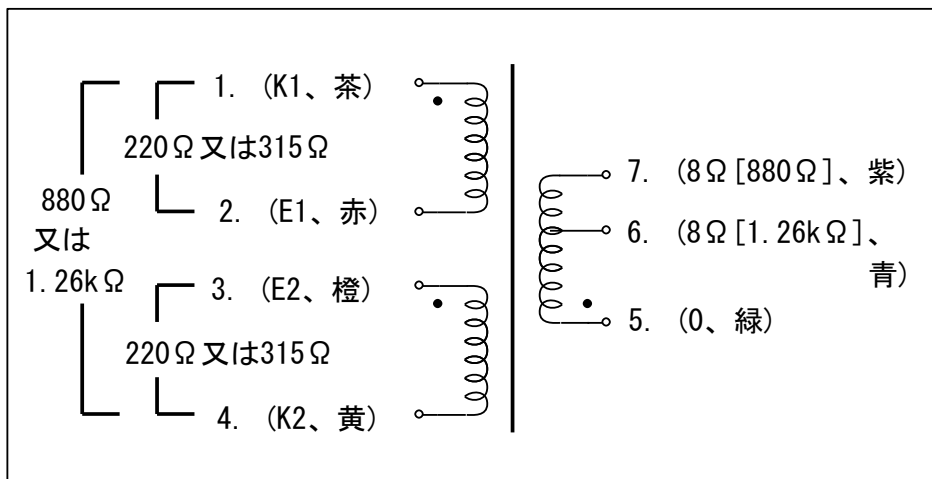 1. (K1、茶)
220Ω又は315Ω
2. (E1、赤)
880Ω
又は
1.26kΩ
3. (E2、橙)
220Ω又は315Ω
4. (K2、黄)
7. (8Ω[880Ω]、紫)
6. (8Ω[1.26kΩ]、
青)
5. (0、緑)